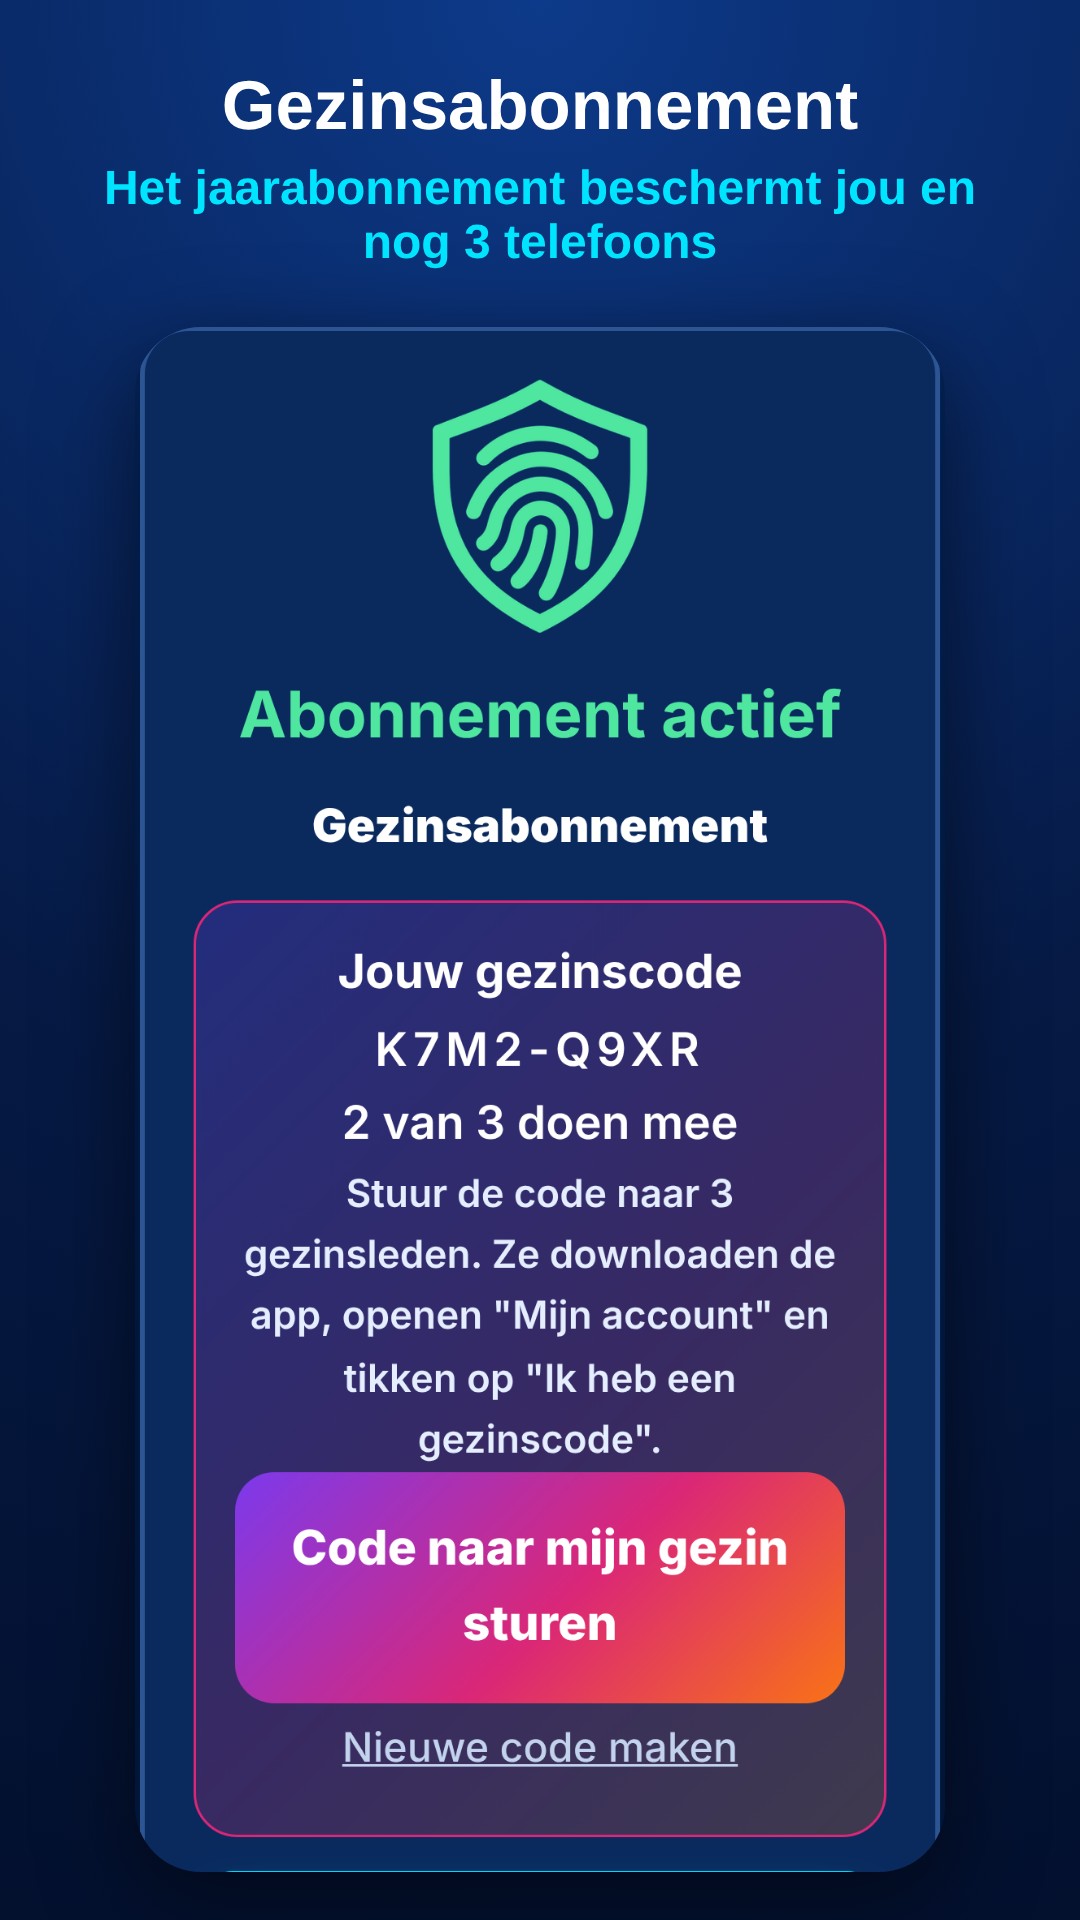 Gezinsabonnement
Het jaarabonnement beschermt jou en
nog 3 telefoons
Abonnement actief
Gezinsabonnement
Jouw gezinscode
K7M2-Q9XR
2 van 3 doen mee
Stuur de code naar 3
gezinsleden. Ze downloaden de
app, openen "Mijn account" en
tikken op "Ik heb een
gezinscode".
Code naar mijn gezin
sturen
Nieuwe code maken